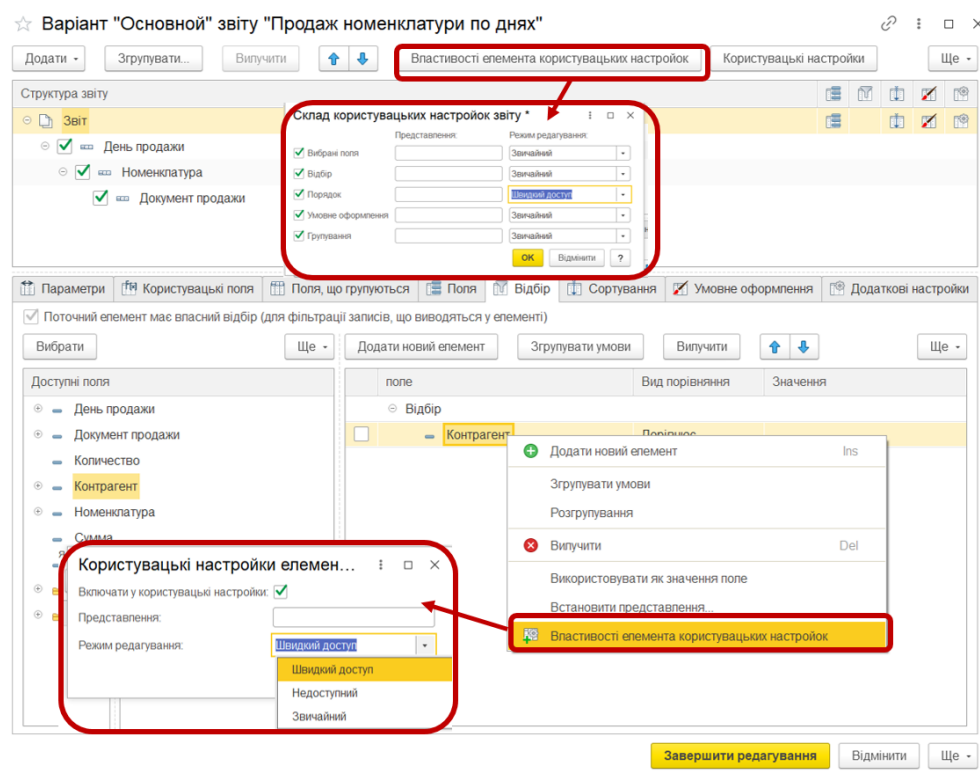 Варіант "Основной" звіту "Продаж номенклатури по днях"
Додати Згрупувати... Вилучити Властивості елемента користувацьких настройок Користувацькі настройки Ще
Структура звіту
Звіт
День продажи
Номенклатура
Документ продажи
Склад користувацьких настройок звіту *
Представлення: Режим редагування:
Вибрані поля Звичайний
Відбір Звичайний
Порядок Швидкий доступ
Умовне оформлення Звичайний
Групування Звичайний
ОК Відмінити ?
Параметри Користувацькі поля Поля, що групуються Поля Відбір Сортування Умовне оформлення Додаткові настройки
Поточний елемент має власний відбір (для фільтрації записів, що виводяться у елементі)
Вибрати Ще Додати новий елемент Згрупувати умови Вилучити Ще
Доступні поля поле Вид порівняння Значення
День продажи Відбір
Документ продажи Контрагент Дорівнює
Количество
Контрагент
Номенклатура
Сумма
Додати новий елемент Ins
Згрупувати умови
Розгрупування
Вилучити Del
Використовувати як значення поле
Встановити представлення...
Властивості елемента користувацьких настройок
Користувацькі настройки елемен...
Включати у користувацькі настройки:
Представлення:
Режим редагування: Швидкий доступ
Швидкий доступ
Недоступний
Звичайний
Завершити редагування Відмінити Ще